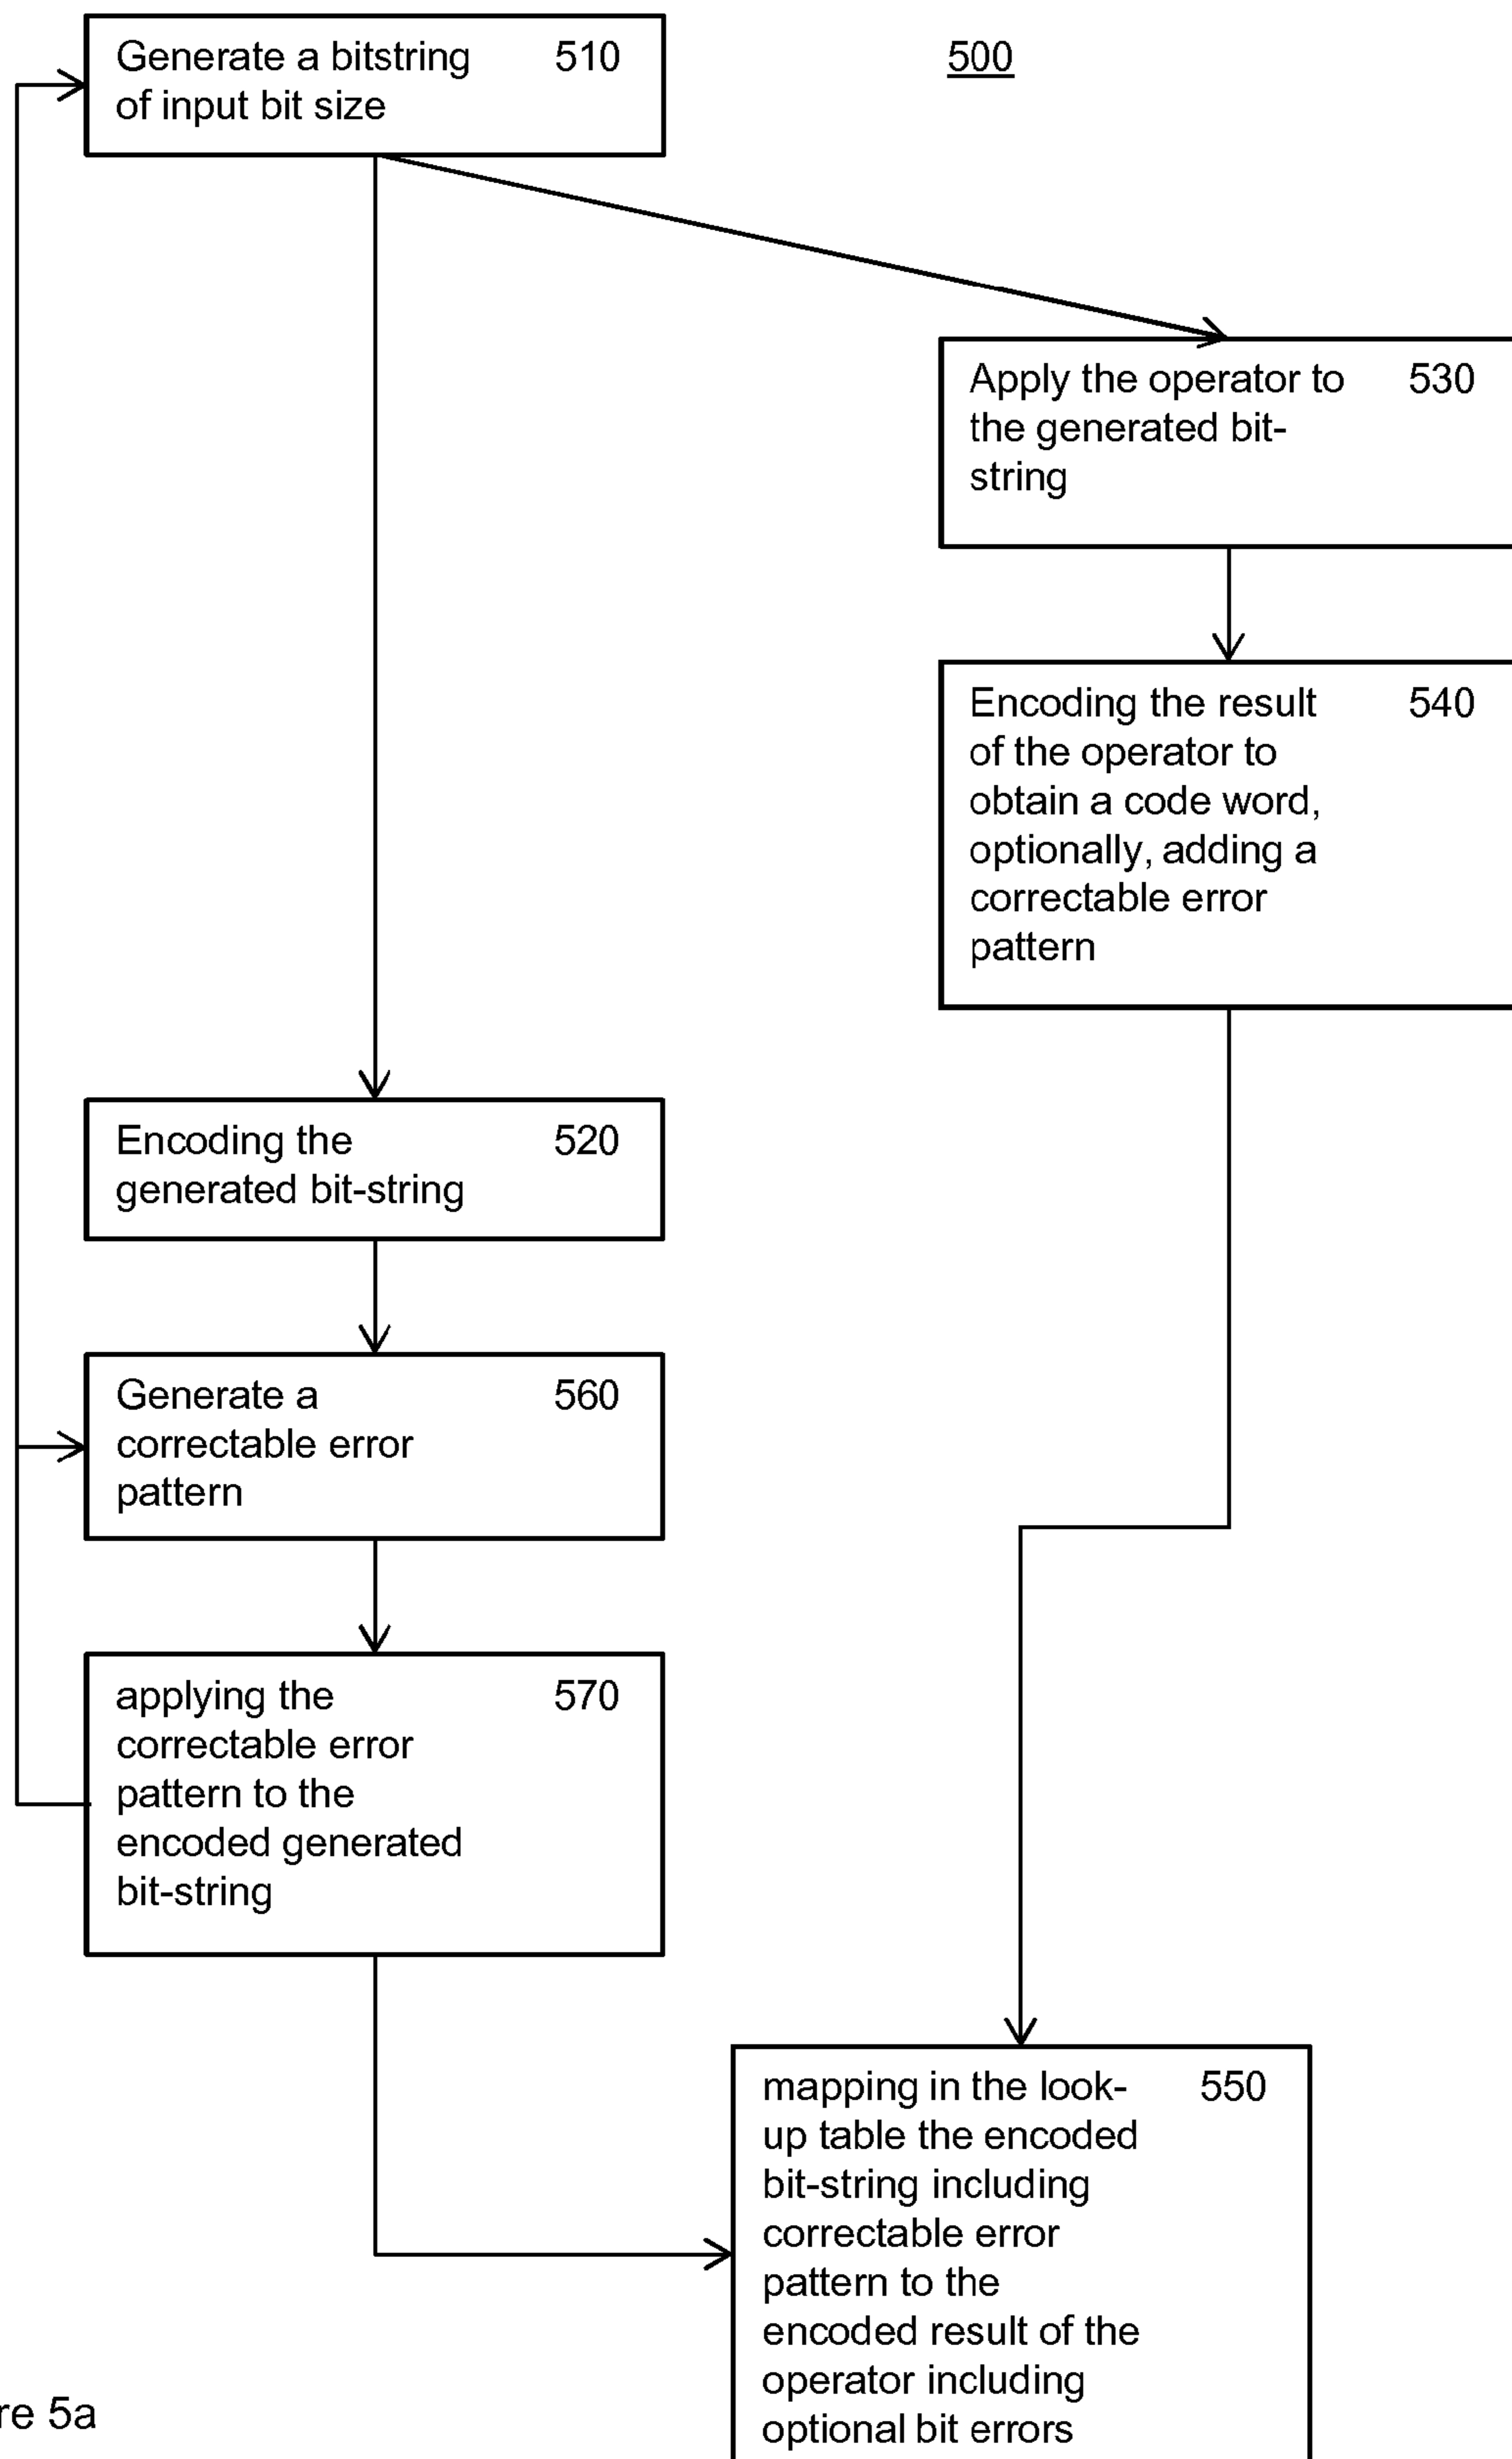 Generate a bitstring 510
of input bit size
500
Apply the operator to 530
the generated bit-
string
Encoding the result 540
of the operator to
obtain a code word,
optionally, adding a
correctable error
pattern
Encoding the 520
generated bit-string
Generate a 560
correctable error
pattern
applying the 570
correctable error
pattern to the
encoded generated
bit-string
mapping in the look- 550
up table the encoded
bit-string including
correctable error
pattern to the
encoded result of the
operator including
optional bit errors
re 5a